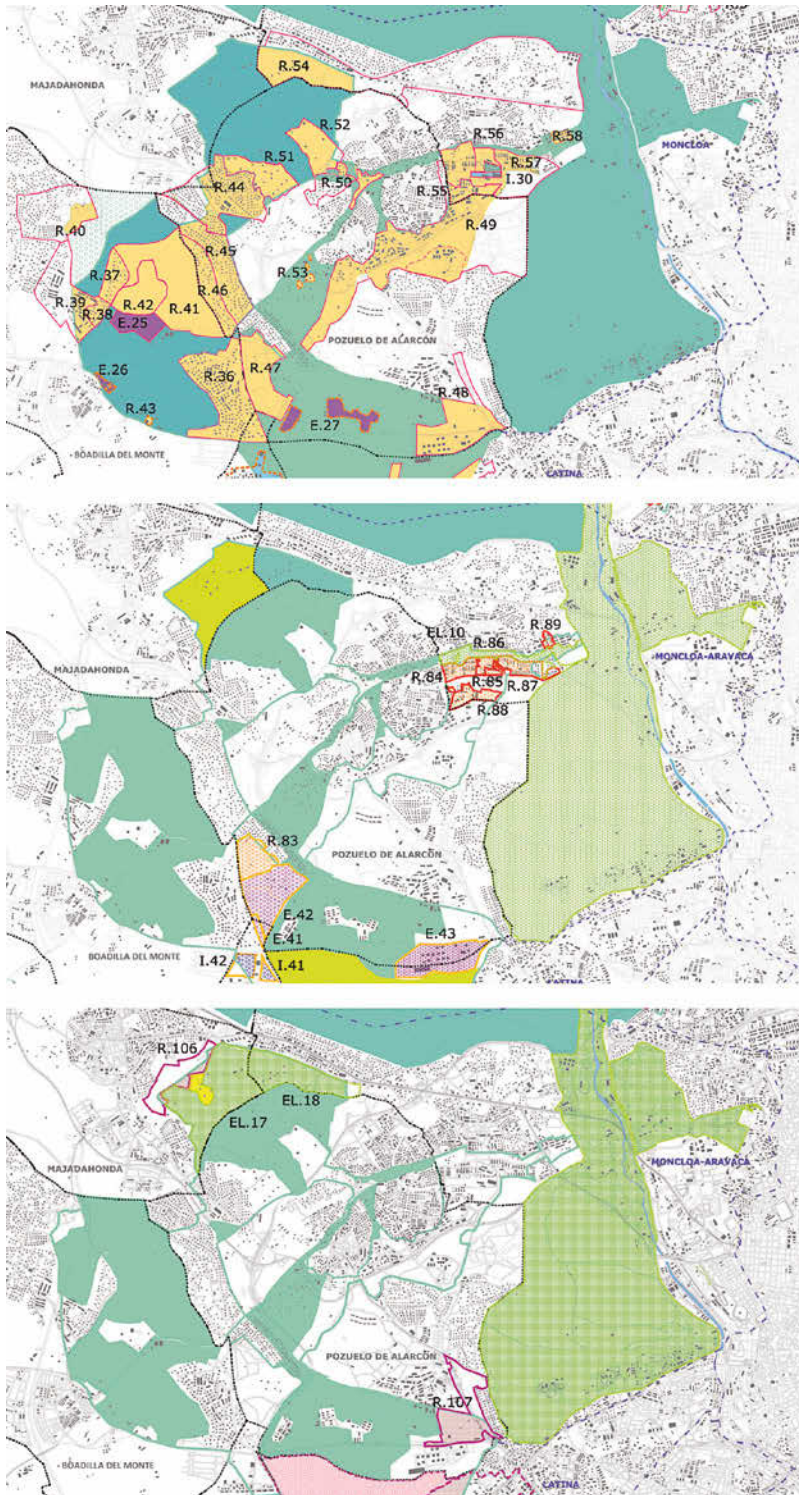 R.54
MAJADAHONDA
R.52
R.56
R.58
MONCLOA
R.51
R.57
R.44
R.50
I.30
R.55
R.40
R.49
R.45
R.37
R.53
R.46
R.39
R.42
R.41
R.38
E.25
POZUELO DE ALARCÓN
E.26
R.36
R.47
R.48
R.43
E.27
BOADILLA DEL MONTE
LATINA
R.89
EL.10
R.86
MONCLOA-ARAVACA
MAJADAHONDA
R.84
R.85
R.87
R.88
R.83
POZUELO DE ALARCÓN
E.42
E.43
E.41
BOADILLA DEL MONTE
I.42
I.41
LATINA
R.106
EL.18
EL.17
MAJADAHONDA
MONCLOA-ARAVACA
POZUELO DE ALARCÓN
R.107
BOADILLA DEL MONTE
LATINA